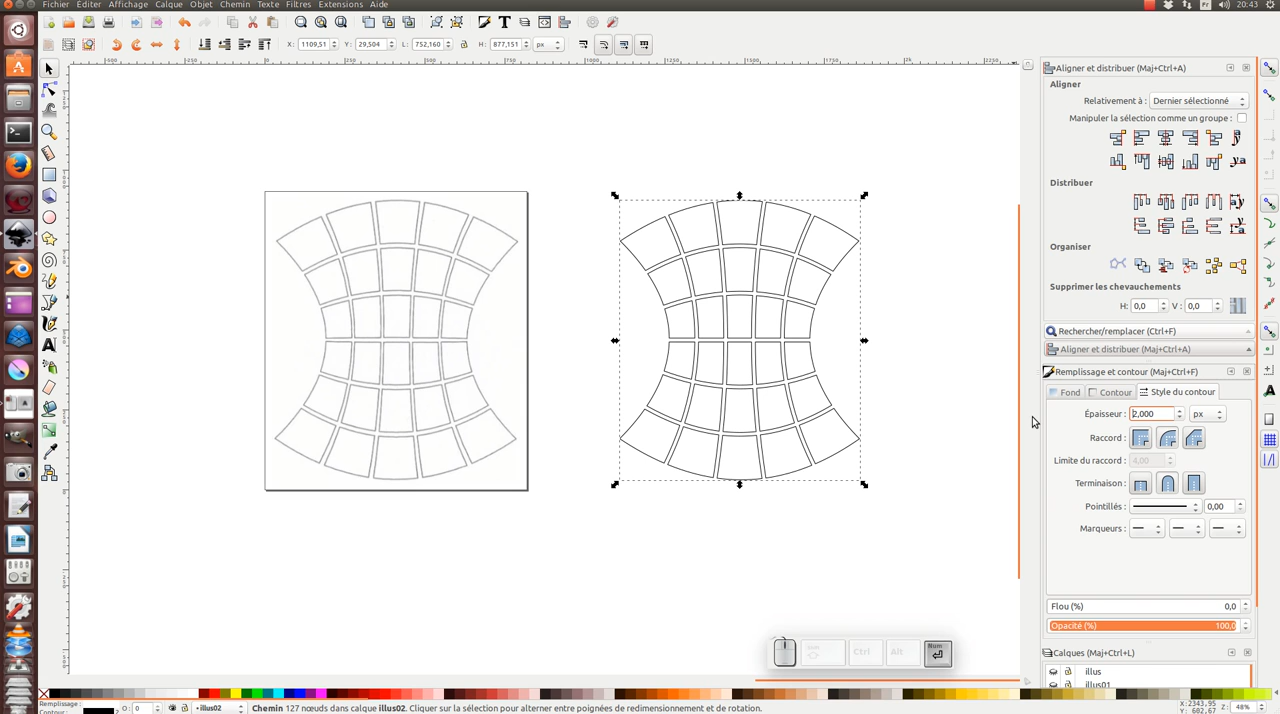 Fichier Éditer Affichage Calque Objet Chemin Texte Filtres Extensions Aide
Fr 20:43
X: 1109,51 Y: 29,504 L: 752,160 H: 877,151 px
Aligner et distribuer (Maj+Ctrl+A)
Aligner
Relativement à : Dernier sélectionné
Manipuler la sélection comme un groupe :
Distribuer
Organiser
Supprimer les chevauchements
H: 0,0 V: 0,0
Rechercher/remplacer (Ctrl+F)
Aligner et distribuer (Maj+Ctrl+A)
Remplissage et contour (Maj+Ctrl+F)
Fond Contour Style du contour
Épaisseur : 2,000 px
Raccord :
Limite du raccord : 4,00
Terminaison :
Pointillés : 0,00
Marqueurs :
Flou (%) 0,0
Opacité (%) 100,0
Calques (Maj+Ctrl+L)
illus
illus01
Ctrl Alt Num
Remplissage :
Contour :
O: 0
illus02
Chemin 127 nœuds dans calque illus02. Cliquer sur la sélection pour alterner entre poignées de redimensionnement et de rotation.
X: 2343,95
Y: 602,67
Z: 48%